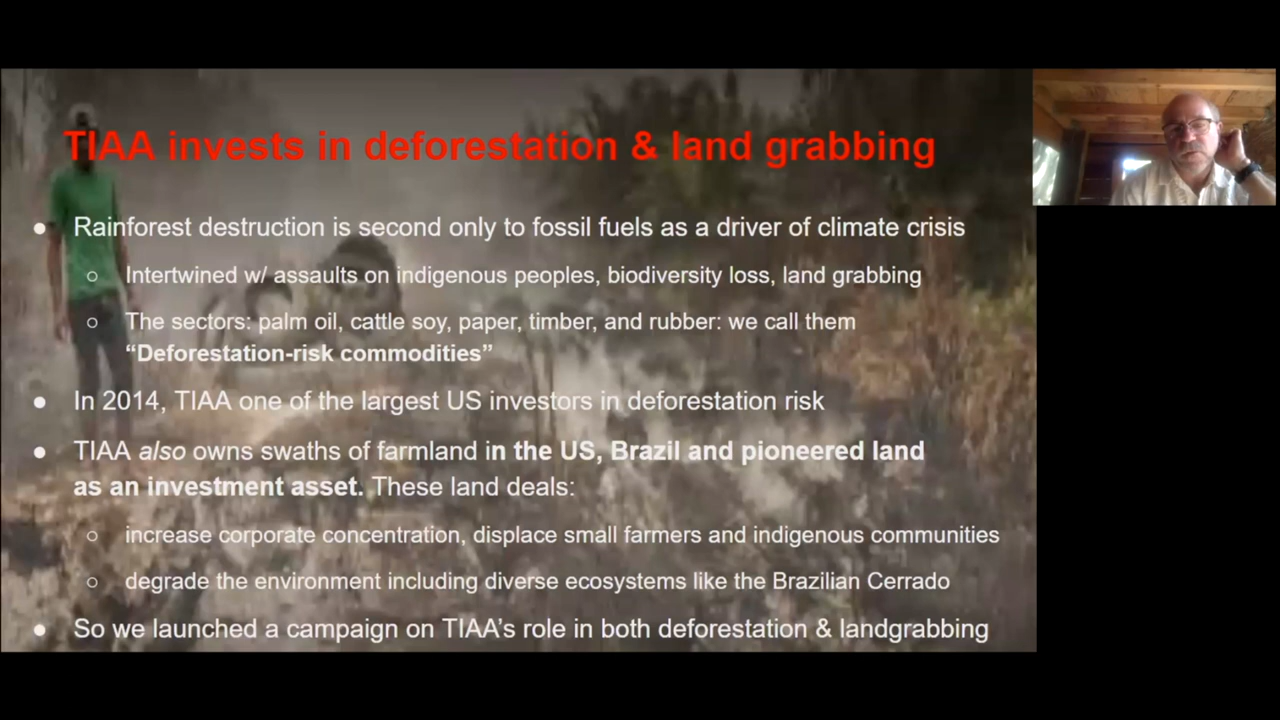 TIAA invests in deforestation & land grabbing
● Rainforest destruction is second only to fossil fuels as a driver of climate crisis
○ Intertwined w/ assaults on indigenous peoples, biodiversity loss, land grabbing
○ The sectors: palm oil, cattle soy, paper, timber, and rubber: we call them
“Deforestation-risk commodities”
● In 2014, TIAA one of the largest US investors in deforestation risk
● TIAA also owns swaths of farmland in the US, Brazil and pioneered land
as an investment asset. These land deals:
○ increase corporate concentration, displace small farmers and indigenous communities
○ degrade the environment including diverse ecosystems like the Brazilian Cerrado
● So we launched a campaign on TIAA’s role in both deforestation & landgrabbing